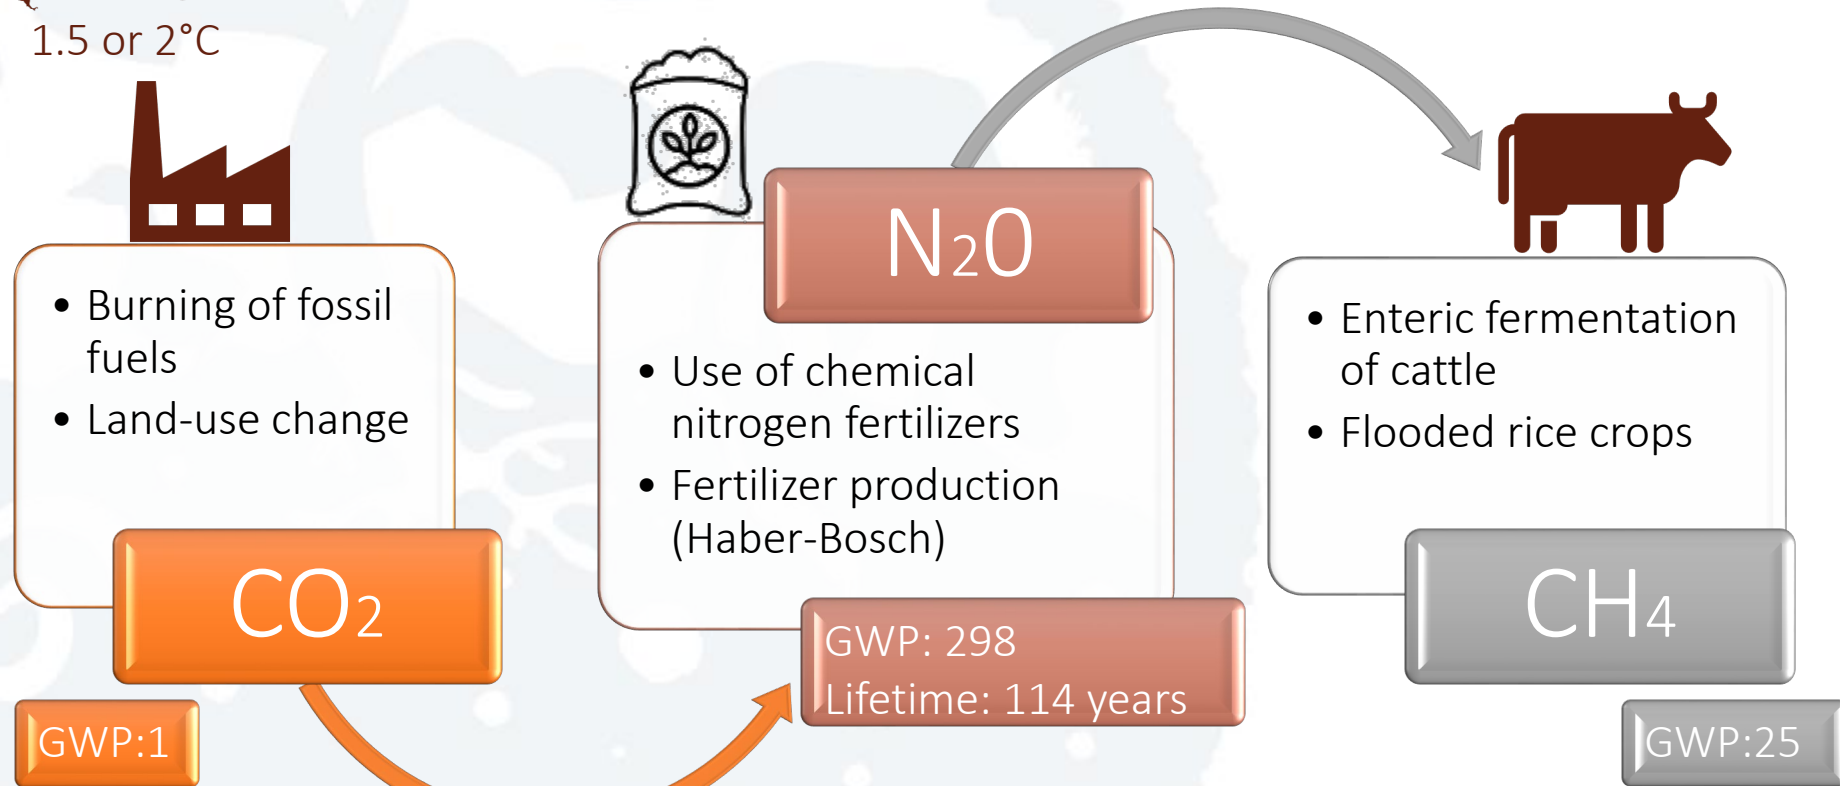 1.5 or 2°C
• Burning of fossil
fuels
• Land-use change
CO₂
GWP:1
N₂0
• Use of chemical
nitrogen fertilizers
• Fertilizer production
(Haber-Bosch)
GWP: 298
Lifetime: 114 years
• Enteric fermentation
of cattle
• Flooded rice crops
CH₄
GWP:25